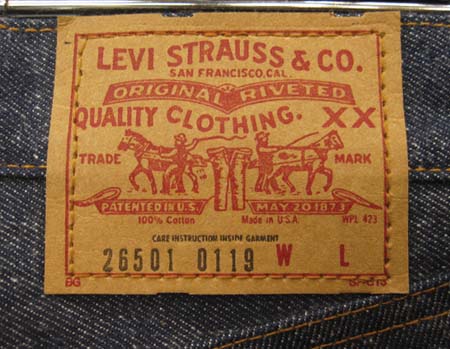 LEVI STRAUSS & CO.
SAN FRANCISCO, CAL.
ORIGINAL RIVETED
QUALITY CLOTHING. XX
TRADE MARK
PATENTED IN U.S. MAY 20 1873
100% Cotton Made in U.S.A. WPL 423
CARE INSTRUCTION INSIDE GARMENT
26501 0119 W L
BG